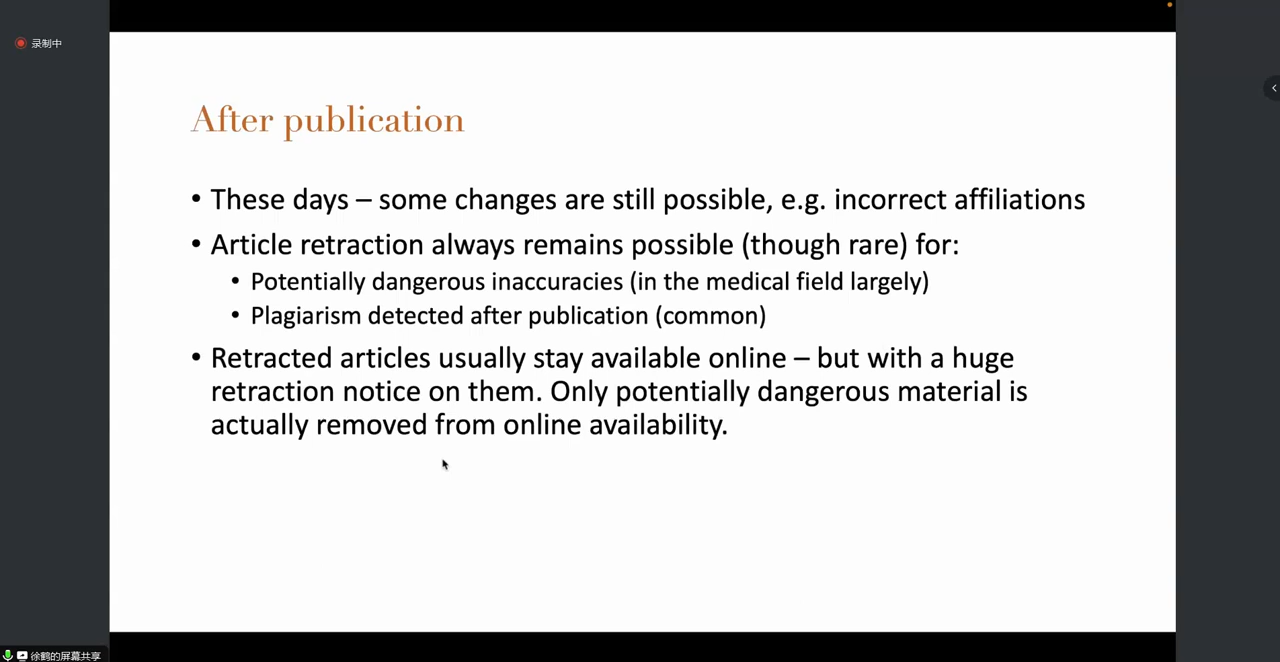 录制中
After publication
• These days – some changes are still possible, e.g. incorrect affiliations
• Article retraction always remains possible (though rare) for:
• Potentially dangerous inaccuracies (in the medical field largely)
• Plagiarism detected after publication (common)
• Retracted articles usually stay available online – but with a huge
retraction notice on them. Only potentially dangerous material is
actually removed from online availability.
徐鹤的屏幕共享